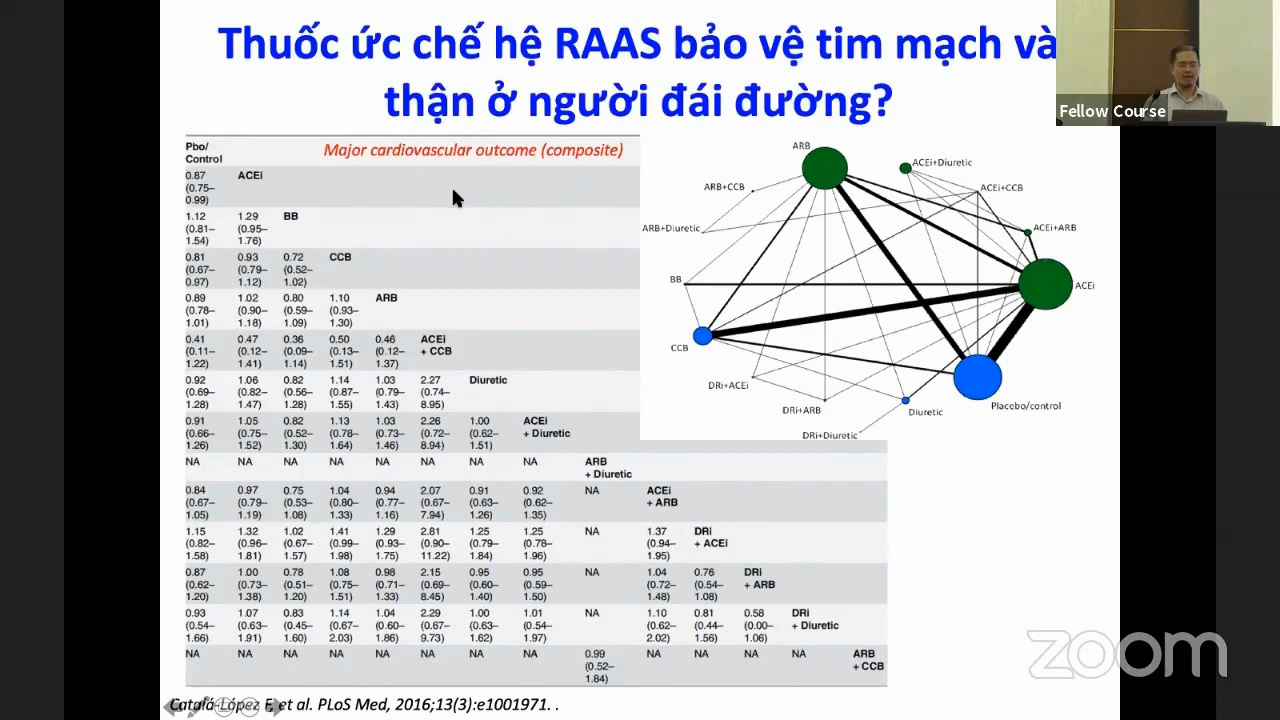 Thuốc ức chế hệ RAAS bảo vệ tim mạch và
thận ở người đái đường?
Fellow Course
Pbo/
Control
Major cardiovascular outcome (composite)
0.87 ACEi
(0.75–
0.99)
1.12 1.29 BB
(0.81– (0.95–
1.54) 1.76)
0.81 0.93 0.72 CCB
(0.67– (0.79– (0.52–
0.97) 1.12) 1.02)
0.89 1.02 0.80 1.10 ARB
(0.78– (0.90– (0.59– (0.93–
1.01) 1.18) 1.09) 1.30)
0.41 0.47 0.36 0.50 0.46 ACEi
(0.11– (0.12– (0.09– (0.13– (0.12– + CCB
1.22) 1.41) 1.14) 1.51) 1.37)
0.92 1.06 0.82 1.14 1.03 2.27 Diuretic
(0.69– (0.82– (0.56– (0.87– (0.79– (0.74–
1.28) 1.47) 1.28) 1.55) 1.43) 8.95)
0.91 1.05 0.82 1.13 1.03 2.26 1.00 ACEi
(0.66– (0.75– (0.52– (0.78– (0.73– (0.72– (0.62– + Diuretic
1.26) 1.52) 1.30) 1.64) 1.46) 8.94) 1.51)
NA NA NA NA NA NA NA NA ARB
+ Diuretic
0.84 0.97 0.75 1.04 0.94 2.07 0.91 0.92 NA ACEi
(0.67– (0.79– (0.53– (0.80– (0.77– (0.67– (0.63– (0.62– + ARB
1.05) 1.19) 1.08) 1.33) 1.16) 7.94) 1.26) 1.35)
1.15 1.32 1.02 1.41 1.29 2.81 1.25 1.25 NA 1.37 DRi
(0.82– (0.96– (0.67– (0.99– (0.93– (0.90– (0.79– (0.78– (0.94– + ACEi
1.58) 1.81) 1.57) 1.98) 1.75) 11.22) 1.84) 1.96) 1.95)
0.87 1.00 0.78 1.08 0.98 2.15 0.95 0.95 NA 1.04 0.76 DRi
(0.62– (0.73– (0.51– (0.75– (0.71– (0.69– (0.60– (0.59– (0.72– (0.54– + ARB
1.20) 1.38) 1.20) 1.51) 1.33) 8.45) 1.40) 1.50) 1.48) 1.08)
0.93 1.07 0.83 1.14 1.04 2.29 1.00 1.01 NA 1.10 0.81 0.58 DRi
(0.54– (0.63– (0.45– (0.67– (0.60– (0.67– (0.63– (0.54– (0.62– (0.44– (0.00– + Diuretic
1.66) 1.91) 1.60) 2.03) 1.86) 9.73) 1.62) 1.97) 2.02) 1.56) 1.06)
NA NA NA NA NA NA NA NA 0.99 NA NA NA NA ARB
(0.52– + CCB
1.84)
ARB
ACEi+Diuretic
ARB+CCB
ACEi+CCB
ARB+Diuretic
ACEi+ARB
BB
ACEi
CCB
DRi+ACEi
DRi+ARB
Diuretic
Placebo/control
DRi+Diuretic
zoom
Catalá-López F, et al. PLoS Med, 2016;13(3):e1001971. .